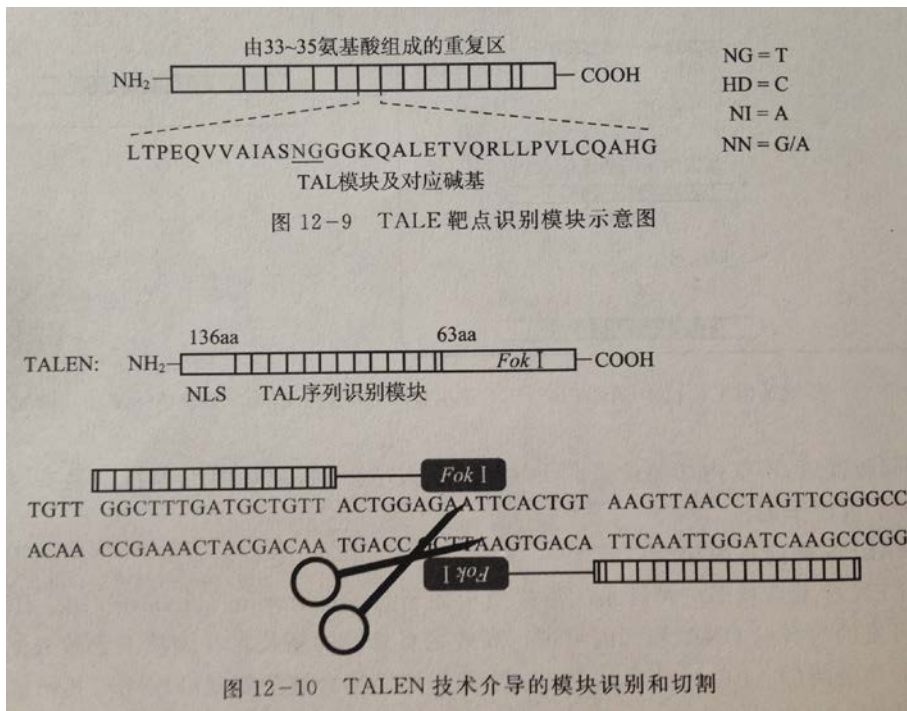 由33~35氨基酸组成的重复区
NH₂ COOH
NG = T
HD = C
NI = A
NN = G/A
LTPEQVVAIASNGGGKQALETVQRLLPVLCQAHG
TAL模块及对应碱基
图 12-9 TALE 靶点识别模块示意图
136aa 63aa
TALEN: NH₂ Fok Ⅰ COOH
NLS TAL序列识别模块
Fok Ⅰ
TGTT GGCTTTGATGCTGTT ACTGGAGAATTCACTGT AAGTTAACCTAGTTCGGGCC
ACAA CCGAAACTACGACAA TGACC CTTAAGTGACA TTCAATTGGATCAAGCCCGG
Fok Ⅰ
图 12-10 TALEN 技术介导的模块识别和切割